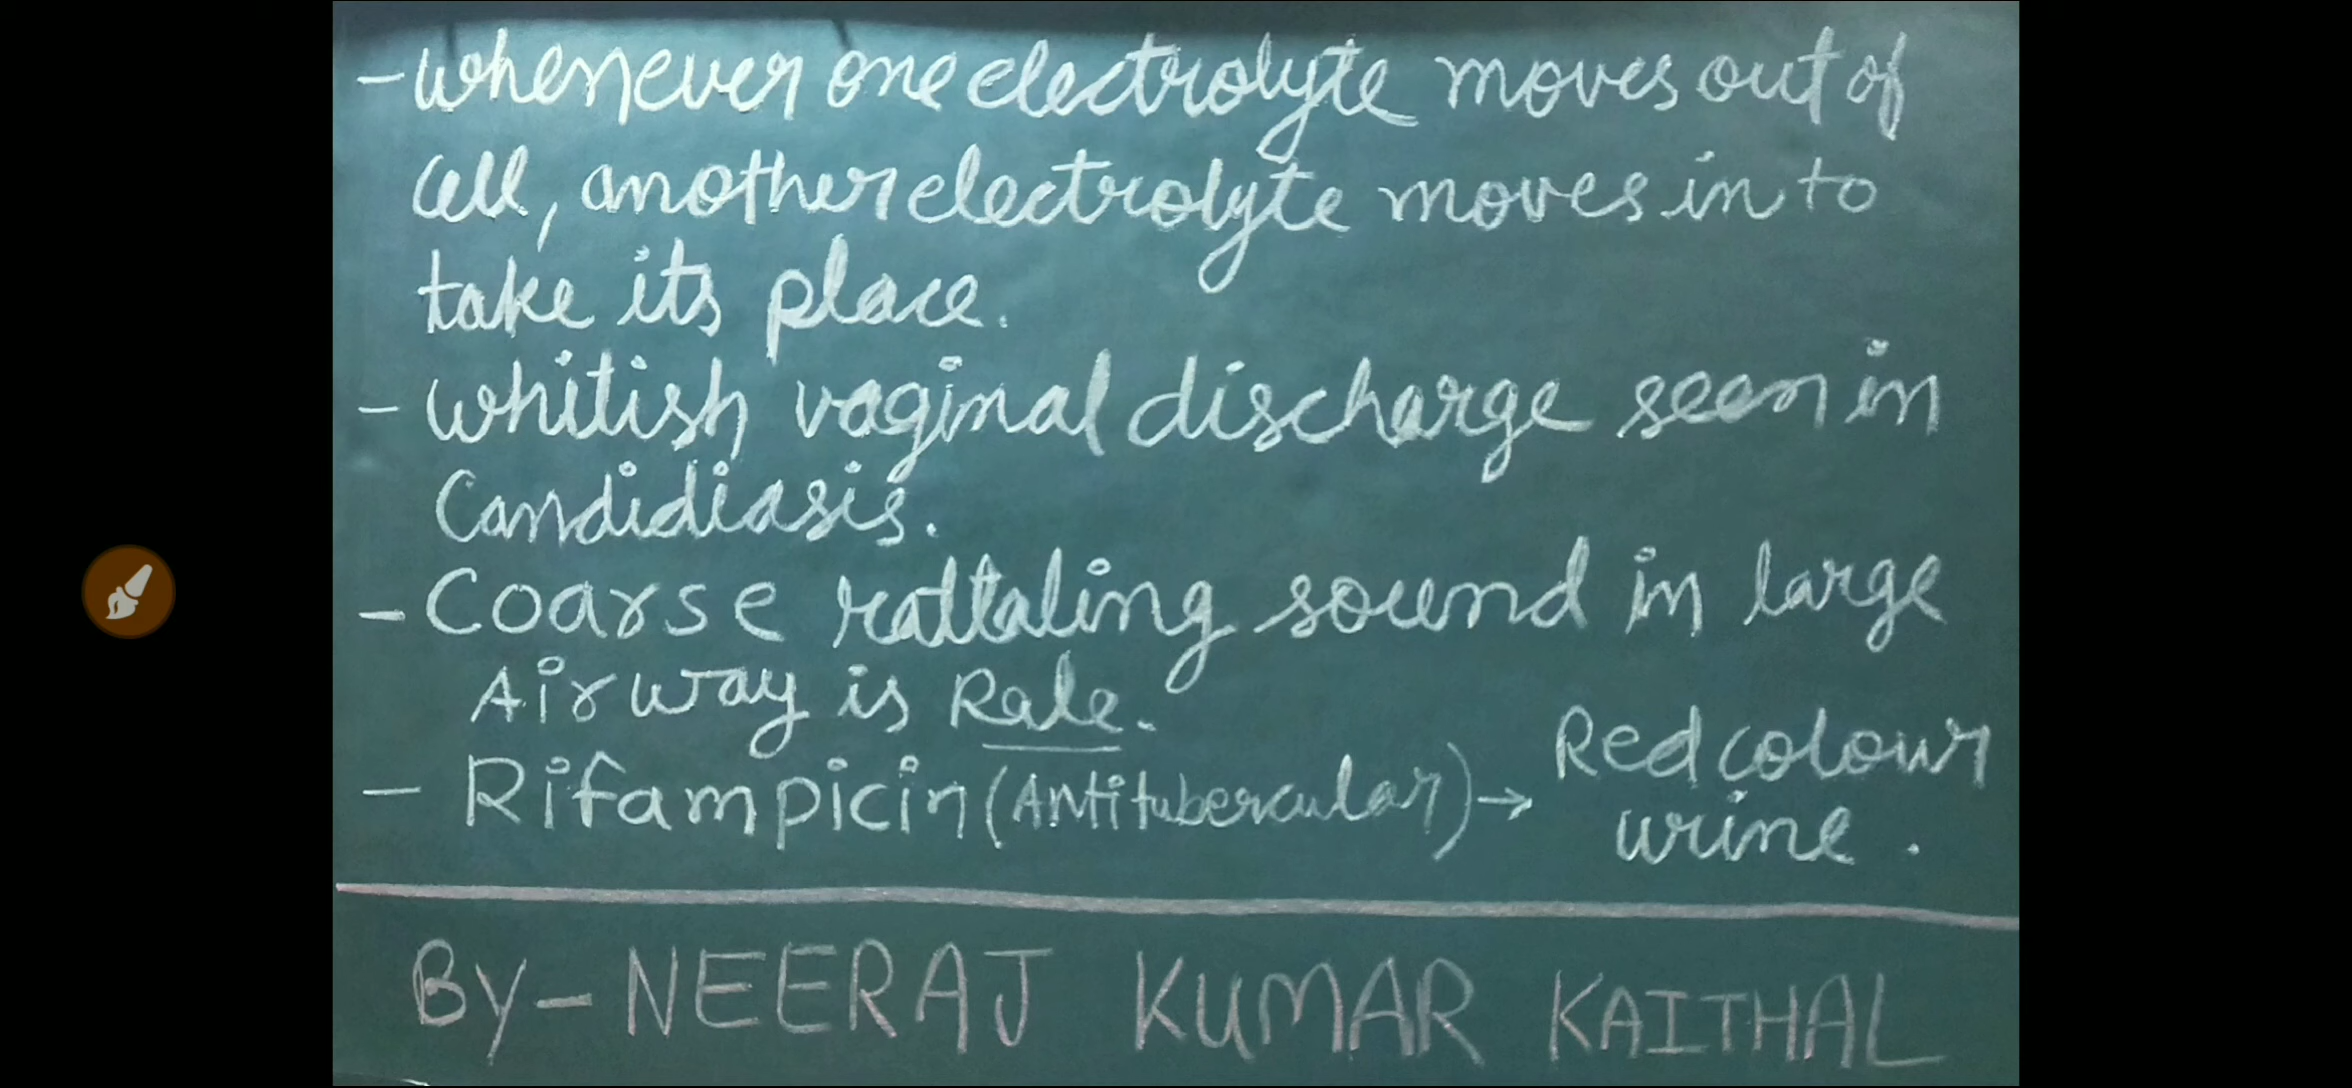 - whenever one electrolyte moves out of
cell, another electrolyte moves in to
take its place.
- whitish vaginal discharge seen in
Candidiasis.
- Coarse rattaling sound in large
Airway is Rale.
- Rifampicin (Antitubercular) → Red colour
urine.
By - NEERAJ KUMAR KAITHAL